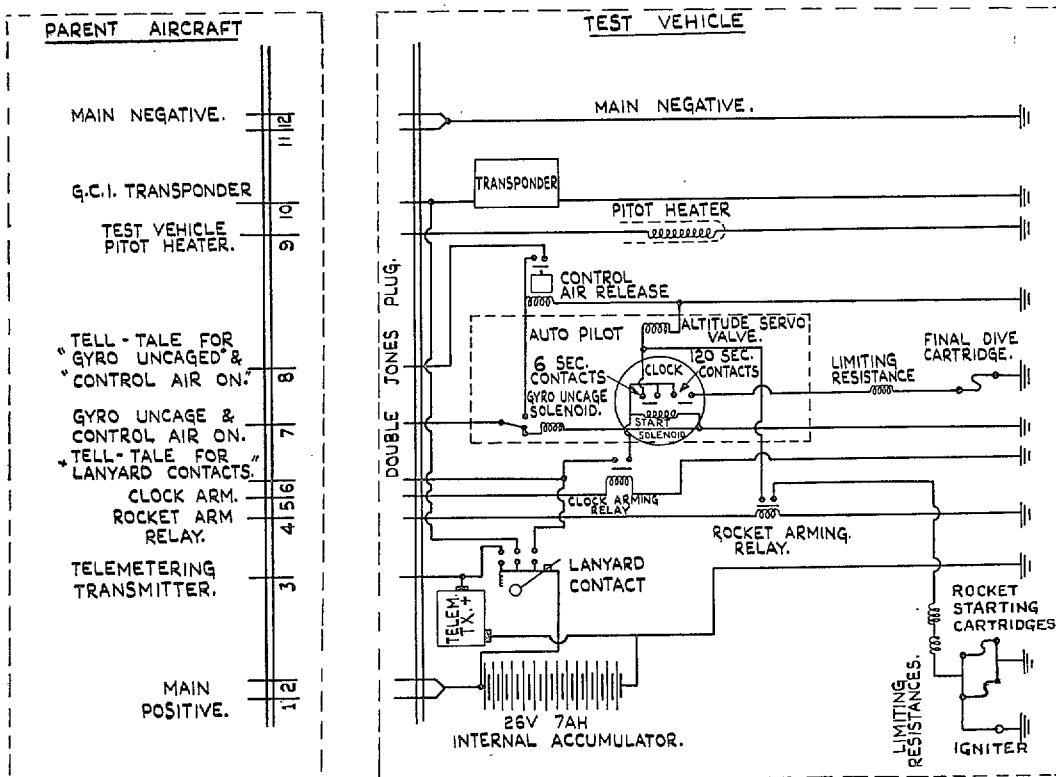 PARENT AIRCRAFT
MAIN NEGATIVE.
12
11
G.C.I. TRANSPONDER
10
TEST VEHICLE
PITOT HEATER.
9
TELL-TALE FOR
"GYRO UNCAGED" &
"CONTROL AIR ON."
8
GYRO UNCAGE &
CONTROL AIR ON.
7
"TELL-TALE FOR
LANYARD CONTACTS."
6
CLOCK ARM.
5
ROCKET ARM
RELAY.
4
TELEMETERING
TRANSMITTER.
3
MAIN
POSITIVE.
2
1
DOUBLE JONES PLUG.
TEST VEHICLE
MAIN NEGATIVE.
TRANSPONDER
PITOT HEATER
CONTROL
AIR RELEASE
AUTO PILOT
ALTITUDE SERVO
VALVE.
6 SEC.
CONTACTS
CLOCK
120 SEC.
CONTACTS
GYRO UNCAGE
SOLENOID.
START
SOLENOID
LIMITING
RESISTANCE
FINAL DIVE
CARTRIDGE.
CLOCK ARMING
RELAY
ROCKET ARMING
RELAY.
LANYARD
CONTACT
TELEM.
TX. +
26V 7AH
INTERNAL ACCUMULATOR.
ROCKET
STARTING
CARTRIDGES
LIMITING
RESISTANCES.
IGNITER